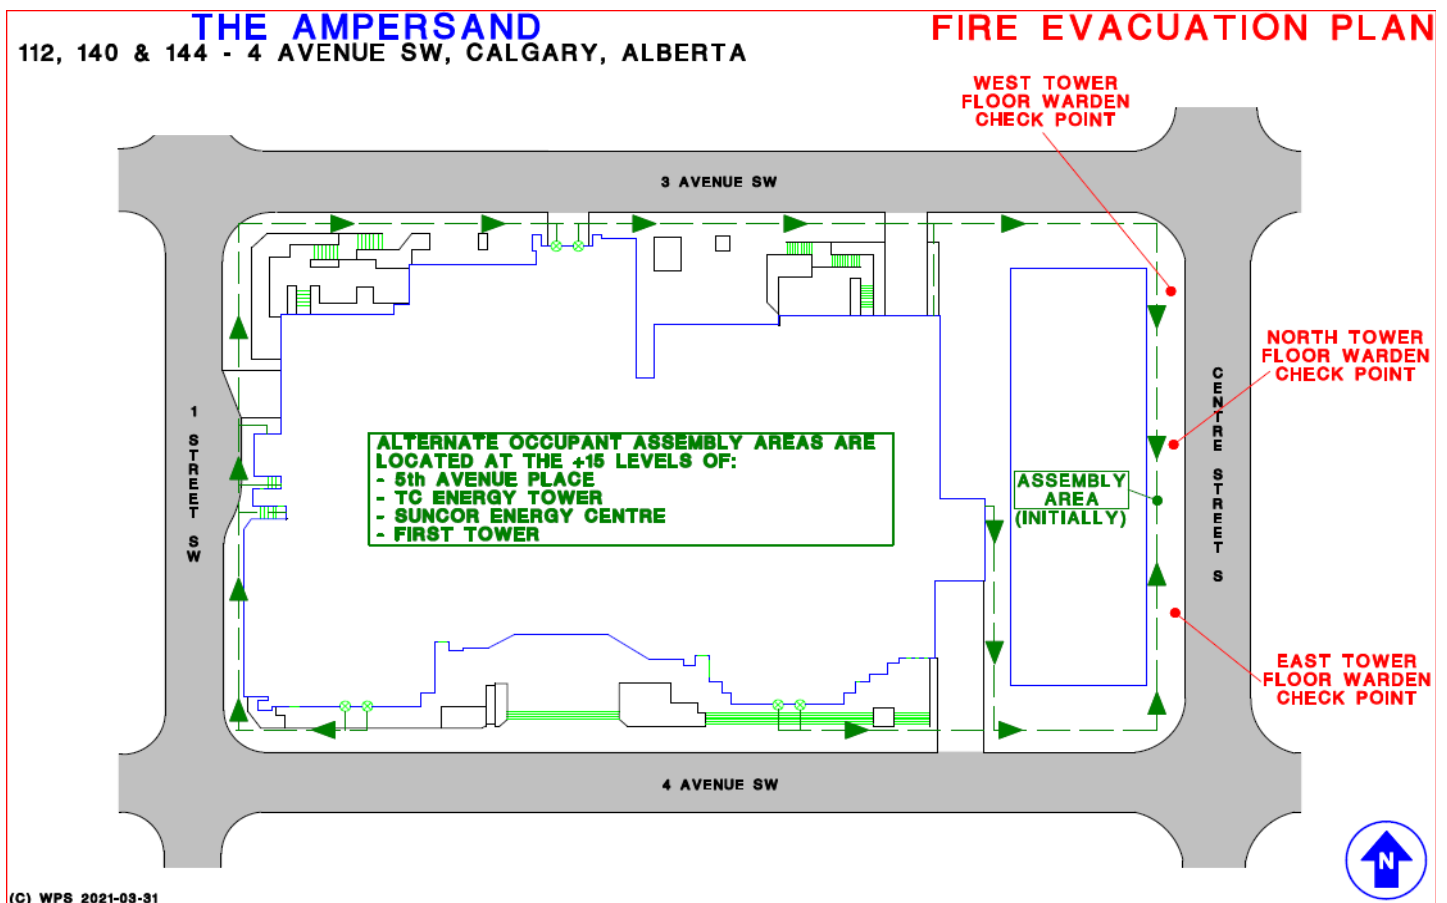 THE AMPERSAND
FIRE EVACUATION PLAN
112, 140 & 144 - 4 AVENUE SW, CALGARY, ALBERTA
WEST TOWER
FLOOR WARDEN
CHECK POINT
3 AVENUE SW
NORTH TOWER
FLOOR WARDEN
CHECK POINT
1 STREET SW
CENTRE STREET S
ALTERNATE OCCUPANT ASSEMBLY AREAS ARE
LOCATED AT THE +15 LEVELS OF:
- 5th AVENUE PLACE
- TC ENERGY TOWER
- SUNCOR ENERGY CENTRE
- FIRST TOWER
ASSEMBLY
AREA
(INITIALLY)
EAST TOWER
FLOOR WARDEN
CHECK POINT
4 AVENUE SW
N
(C) WPS 2021-03-31